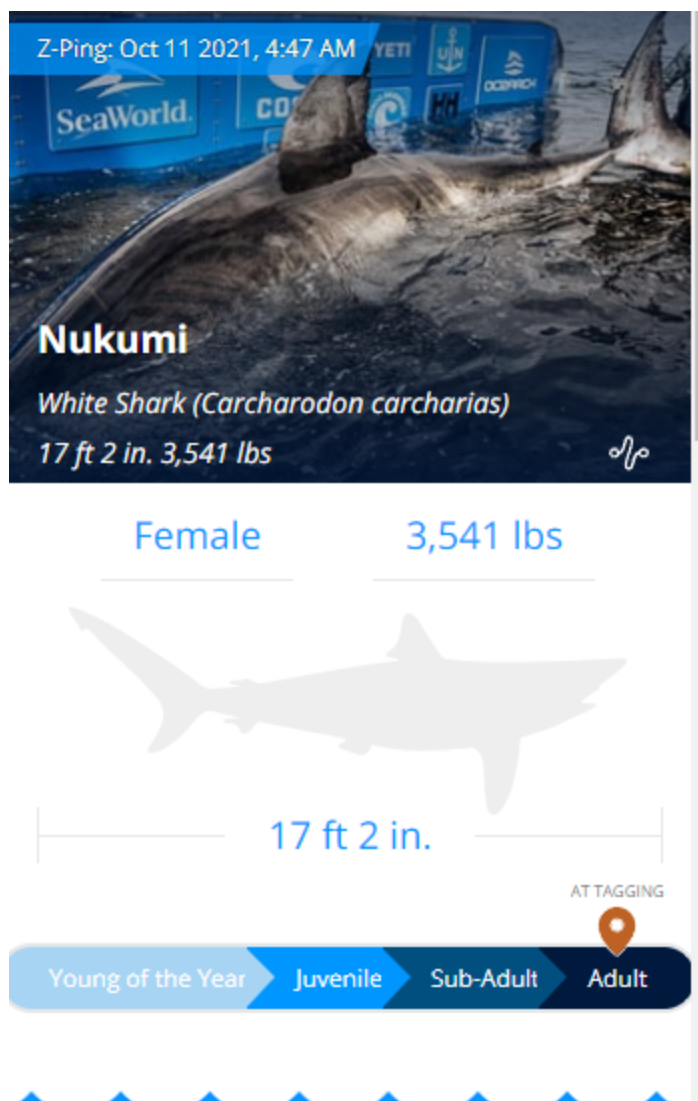 Z-Ping: Oct 11 2021, 4:47 AM
YETI
SeaWorld.
OCEARCH
Nukumi
White Shark (Carcharodon carcharias)
17 ft 2 in. 3,541 lbs
Female
3,541 lbs
17 ft 2 in.
AT TAGGING
Young of the Year
Juvenile
Sub-Adult
Adult